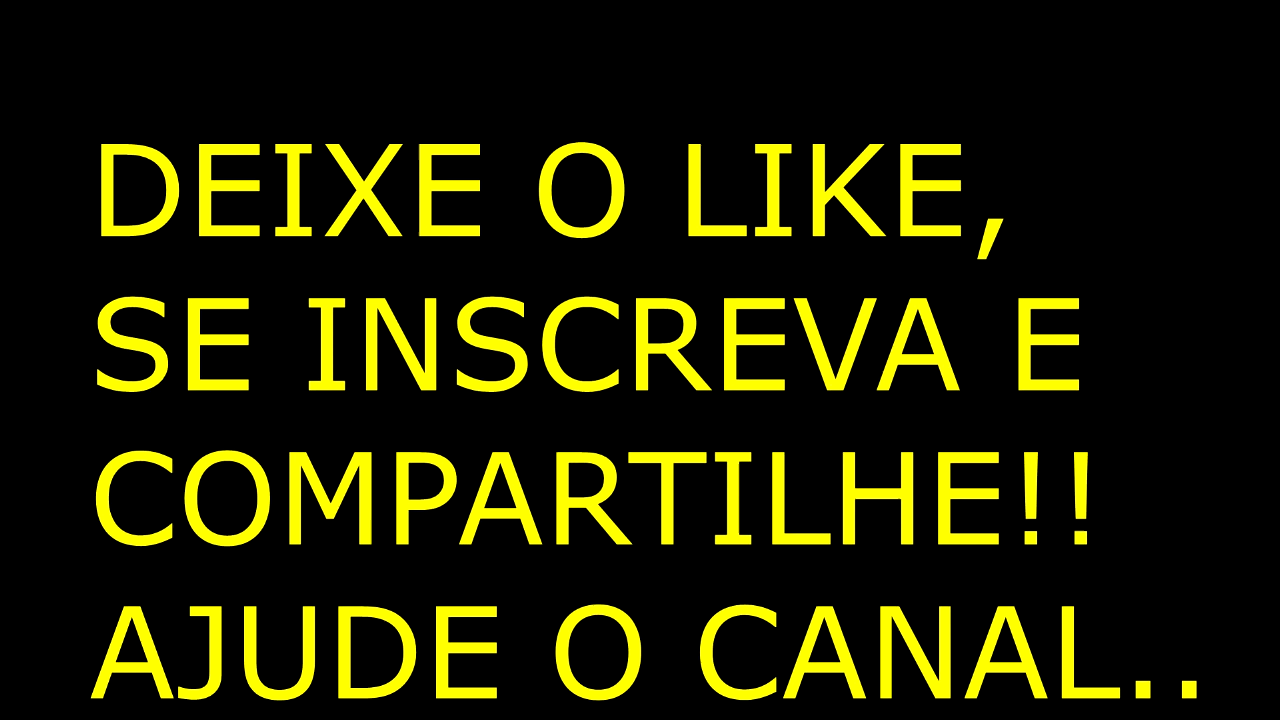 DEIXE O LIKE,
SE INSCREVA E
COMPARTILHE!!
AJUDE O CANAL..